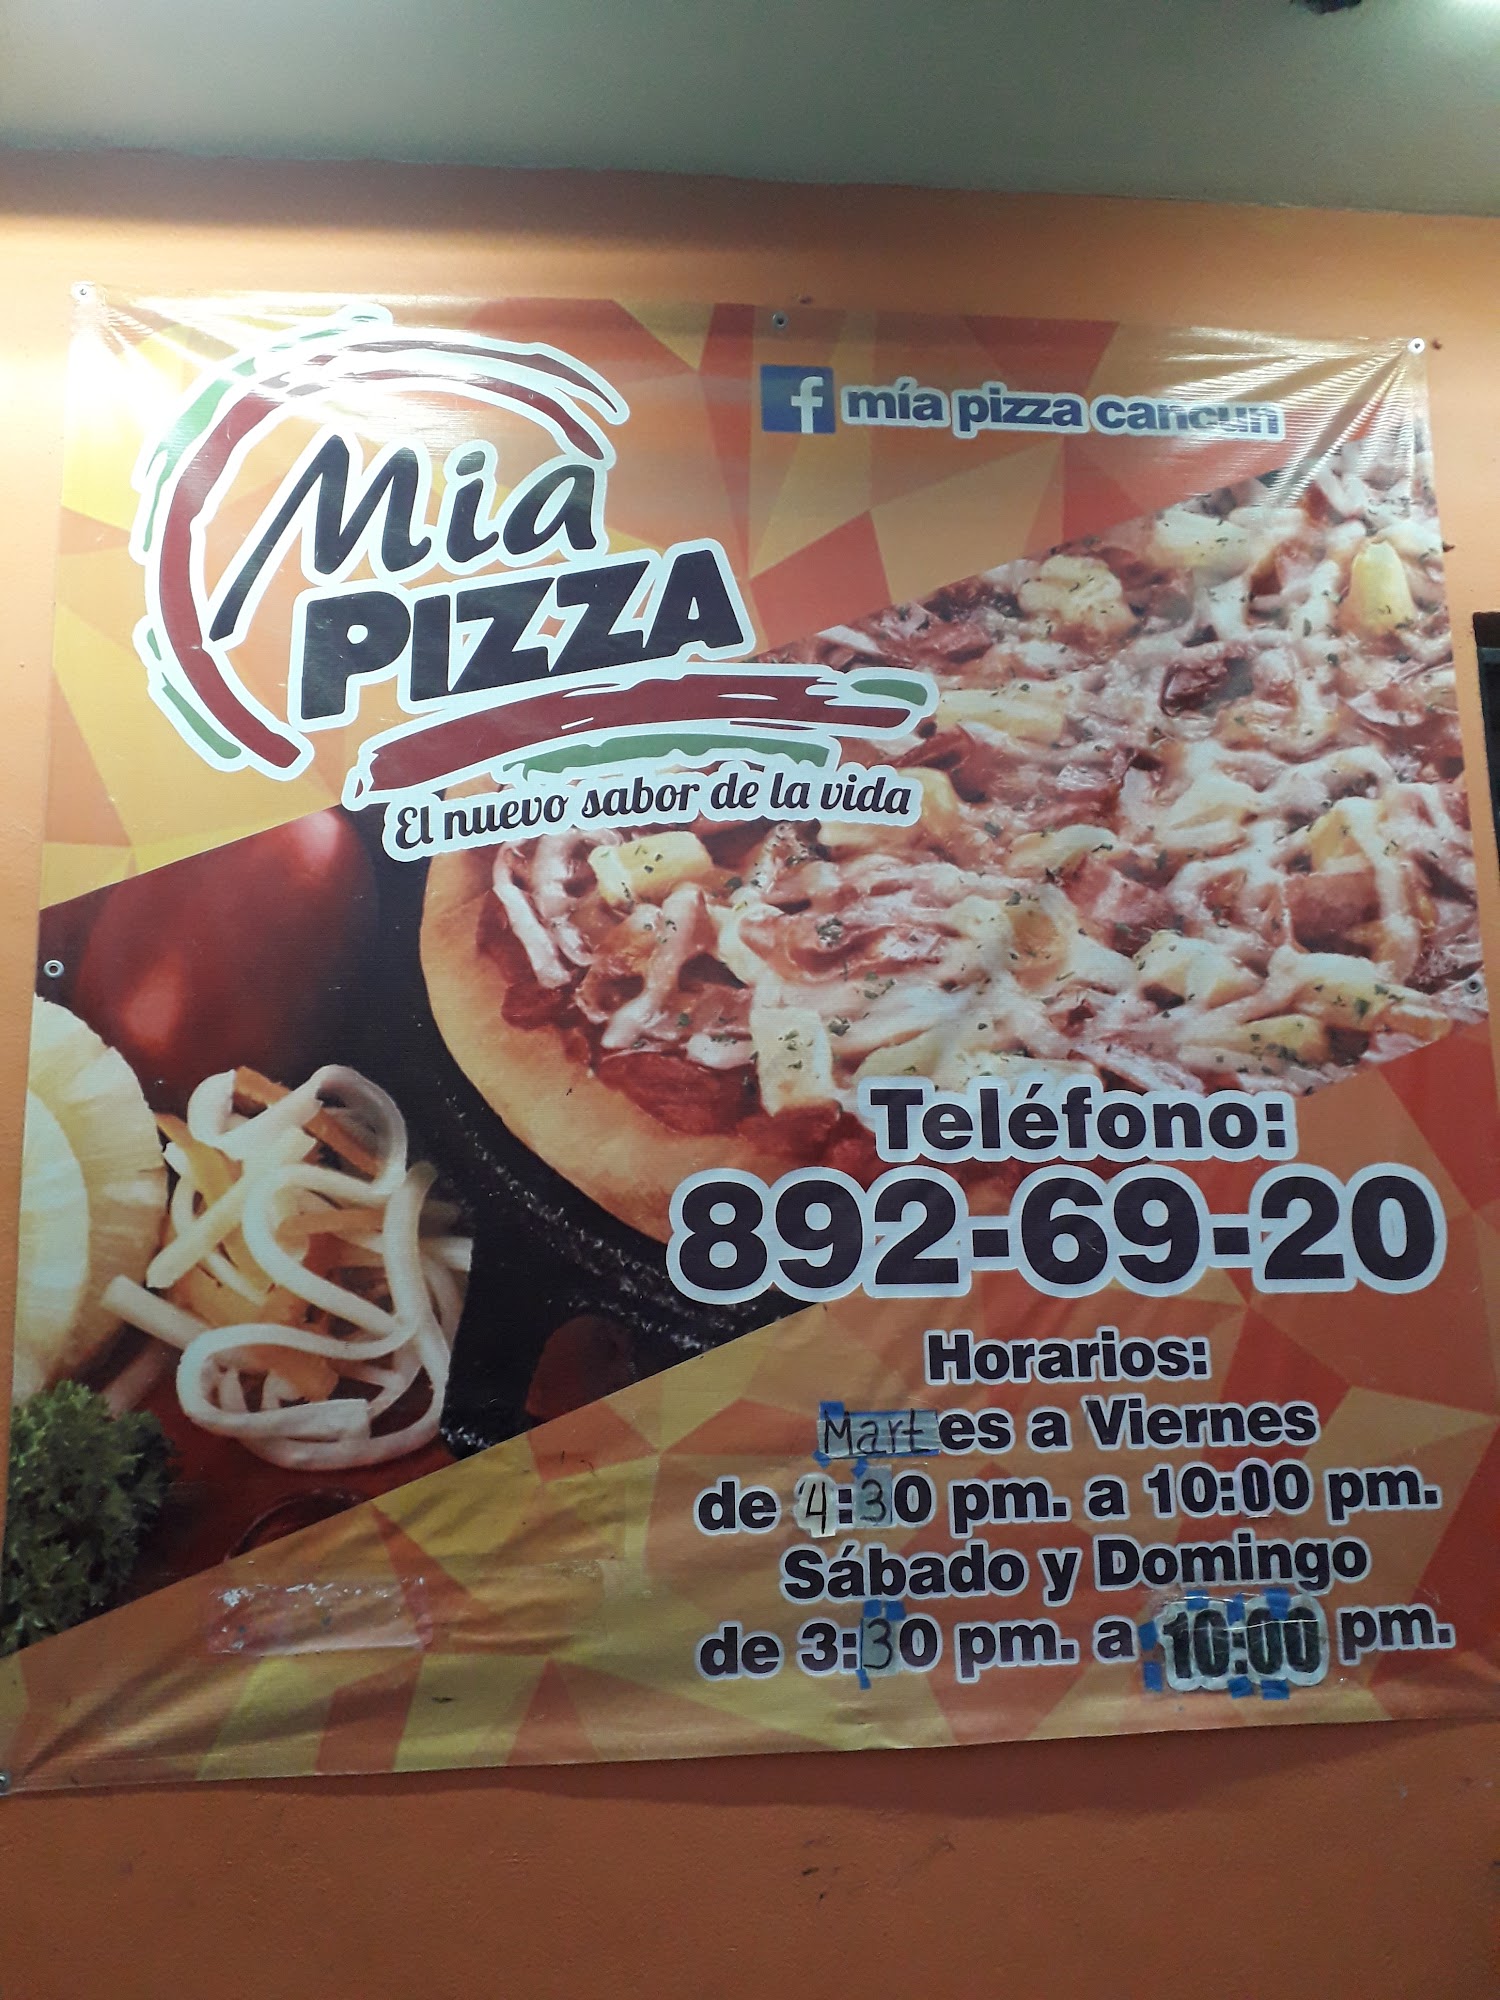 f mía pizza cancun
Mia
PIZZA
El nuevo sabor de la vida
Teléfono:
892-69-20
Horarios:
Martes a Viernes
de 4:30 pm. a 10:00 pm.
Sábado y Domingo
de 3:30 pm. a 10:00 pm.